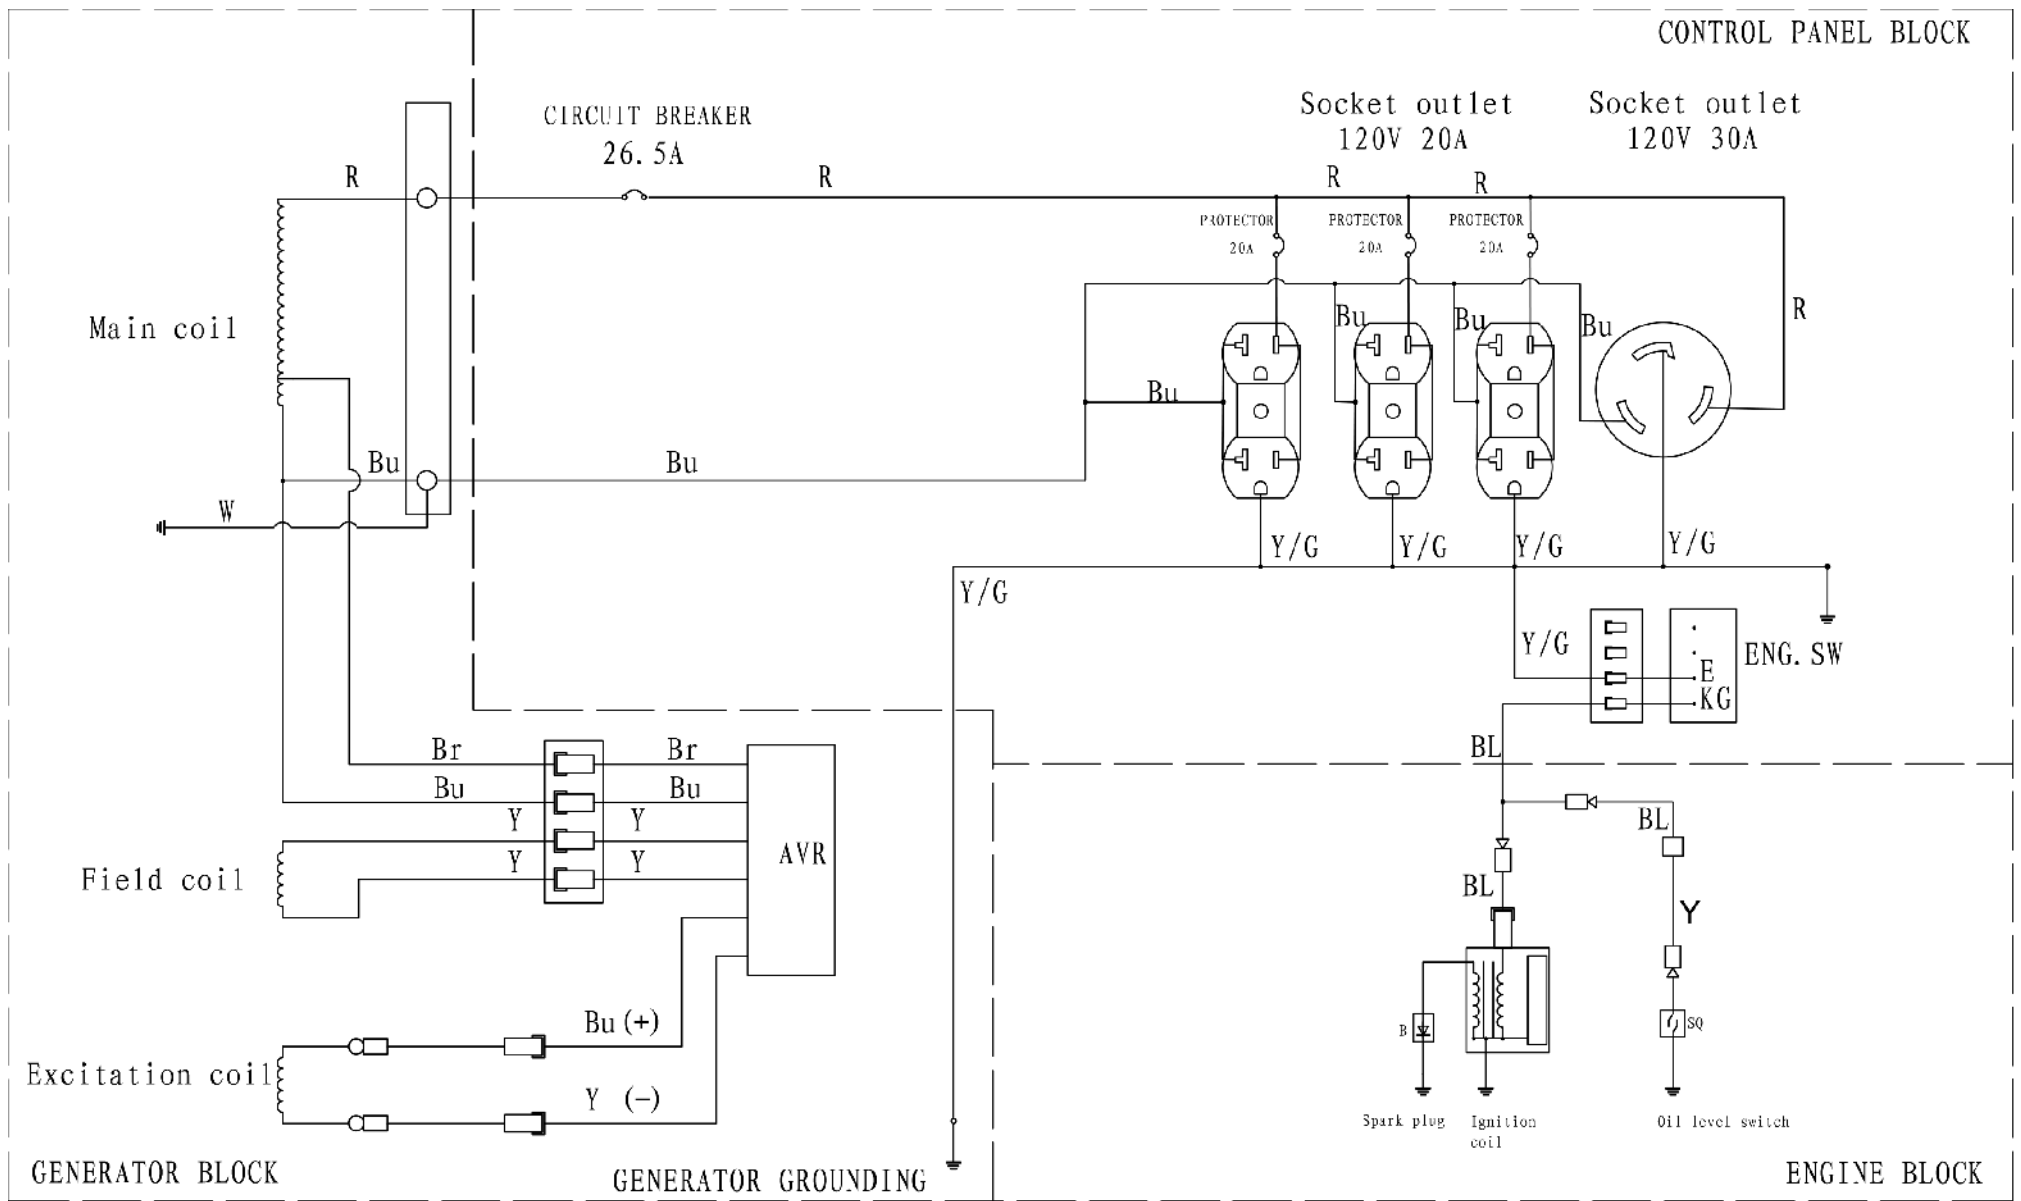 CONTROL PANEL BLOCK
CIRCUIT BREAKER
26.5A
Socket outlet
120V 20A
Socket outlet
120V 30A
R
R
R
R
PROTECTOR
20A
PROTECTOR
20A
PROTECTOR
20A
R
Main coil
Bu
Bu
Bu
Bu
Bu
Bu
W
Y/G
Y/G
Y/G
Y/G
Y/G
Y/G
ENG.SW
E
KG
BL
Br
Br
Bu
Bu
Y
Y
Y
Y
AVR
Field coil
BL
BL
Y
Bu (+)
B
SQ
Excitation coil
Y (-)
Spark plug
Ignition
coil
Oil level switch
GENERATOR BLOCK
GENERATOR GROUNDING
ENGINE BLOCK